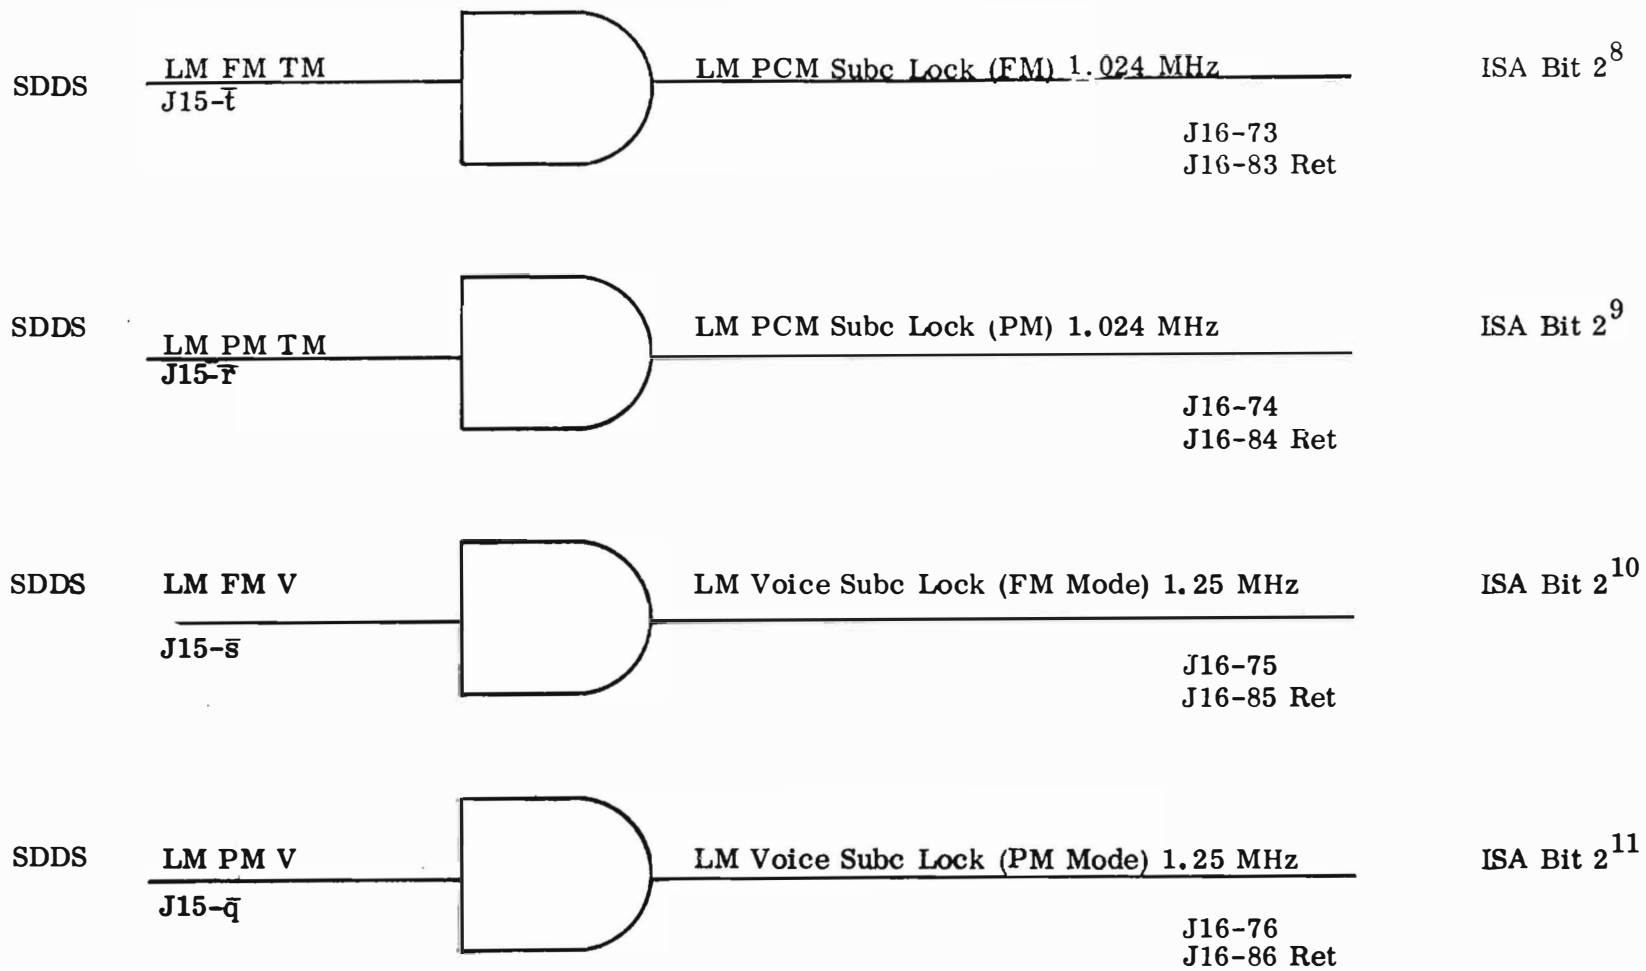 SDDS LM FM TM LM PCM Subc Lock (FM) 1.024 MHz ISA Bit 2⁸
J15-t̄
J16-73
J16-83 Ret
SDDS LM PM TM LM PCM Subc Lock (PM) 1.024 MHz ISA Bit 2⁹
J15-r̄
J16-74
J16-84 Ret
SDDS LM FM V LM Voice Subc Lock (FM Mode) 1.25 MHz ISA Bit 2¹⁰
J15-s̄
J16-75
J16-85 Ret
SDDS LM PM V LM Voice Subc Lock (PM Mode) 1.25 MHz ISA Bit 2¹¹
J15-q̄
J16-76
J16-86 Ret